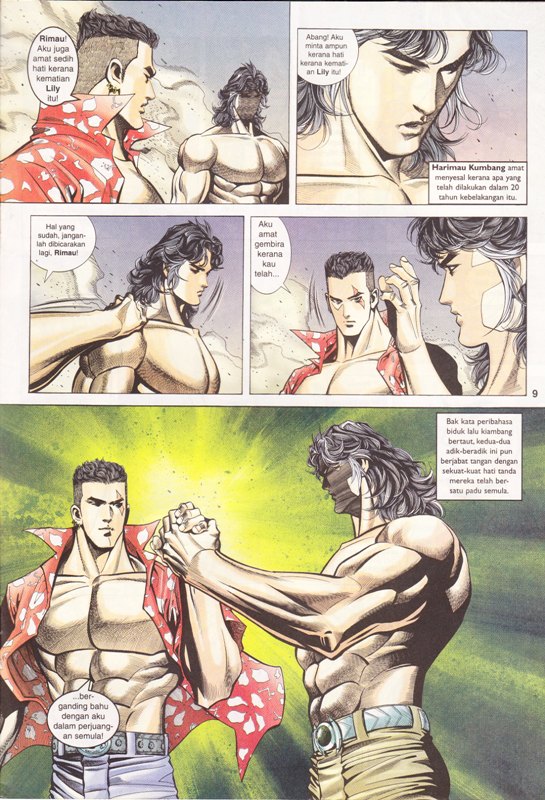 Rimau!
Aku juga
amat sedih
hati kerana
kematian
Lily
itu!
Abang! Aku
minta ampun
kerana hati
kerana kemati-
an Lily itu!
Harimau Kumbang amat
menyesal kerana apa yang
telah dilakukan dalam 20
tahun kebelakangan itu.
Hal yang
sudah, jangan-
lah dibicarakan
lagi, Rimau!
Aku
amat
gembira
kerana
kau
telah...
9
Bak kata peribahasa
biduk lalu kiambang
bertaut, kedua-dua
adik-beradik ini pun
berjabat tangan dengan
sekuat-kuat hati tanda
mereka telah ber-
satu padu semula.
...ber-
ganding bahu
dengan aku
dalam perjuang-
an semula!